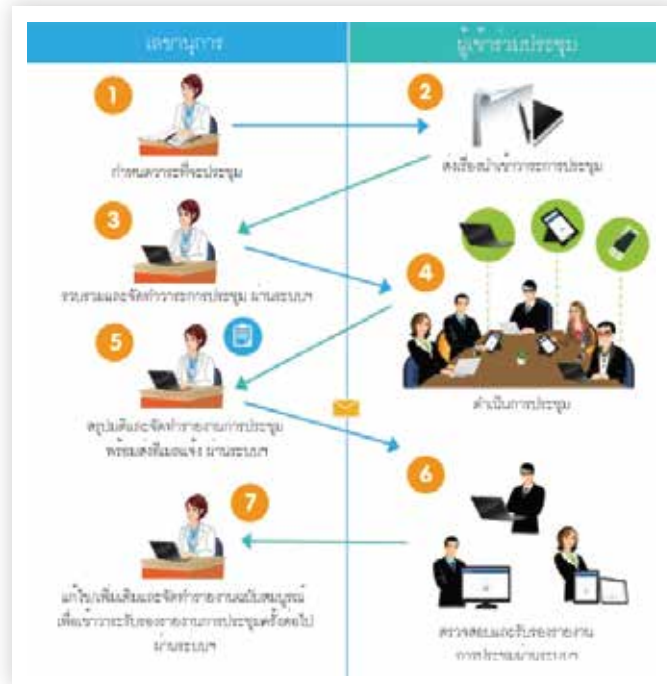 เลขานุการ
ผู้เข้าร่วมประชุม
1
กำหนดวาระที่จะประชุม
2
ส่งเรื่องนำเข้าวาระการประชุม
3
รวบรวมและจัดทำวาระการประชุม ผ่านระบบฯ
4
ดำเนินการประชุม
5
สรุปมติและจัดทำรายงานการประชุม
พร้อมส่งอีเมลแจ้ง ผ่านระบบฯ
6
ตรวจสอบและรับรองรายงาน
การประชุมผ่านระบบฯ
7
แก้ไข/เพิ่มเติมและจัดทำรายงานฉบับสมบูรณ์
เพื่อเข้าวาระรับรองรายงานการประชุมครั้งต่อไป
ผ่านระบบฯ